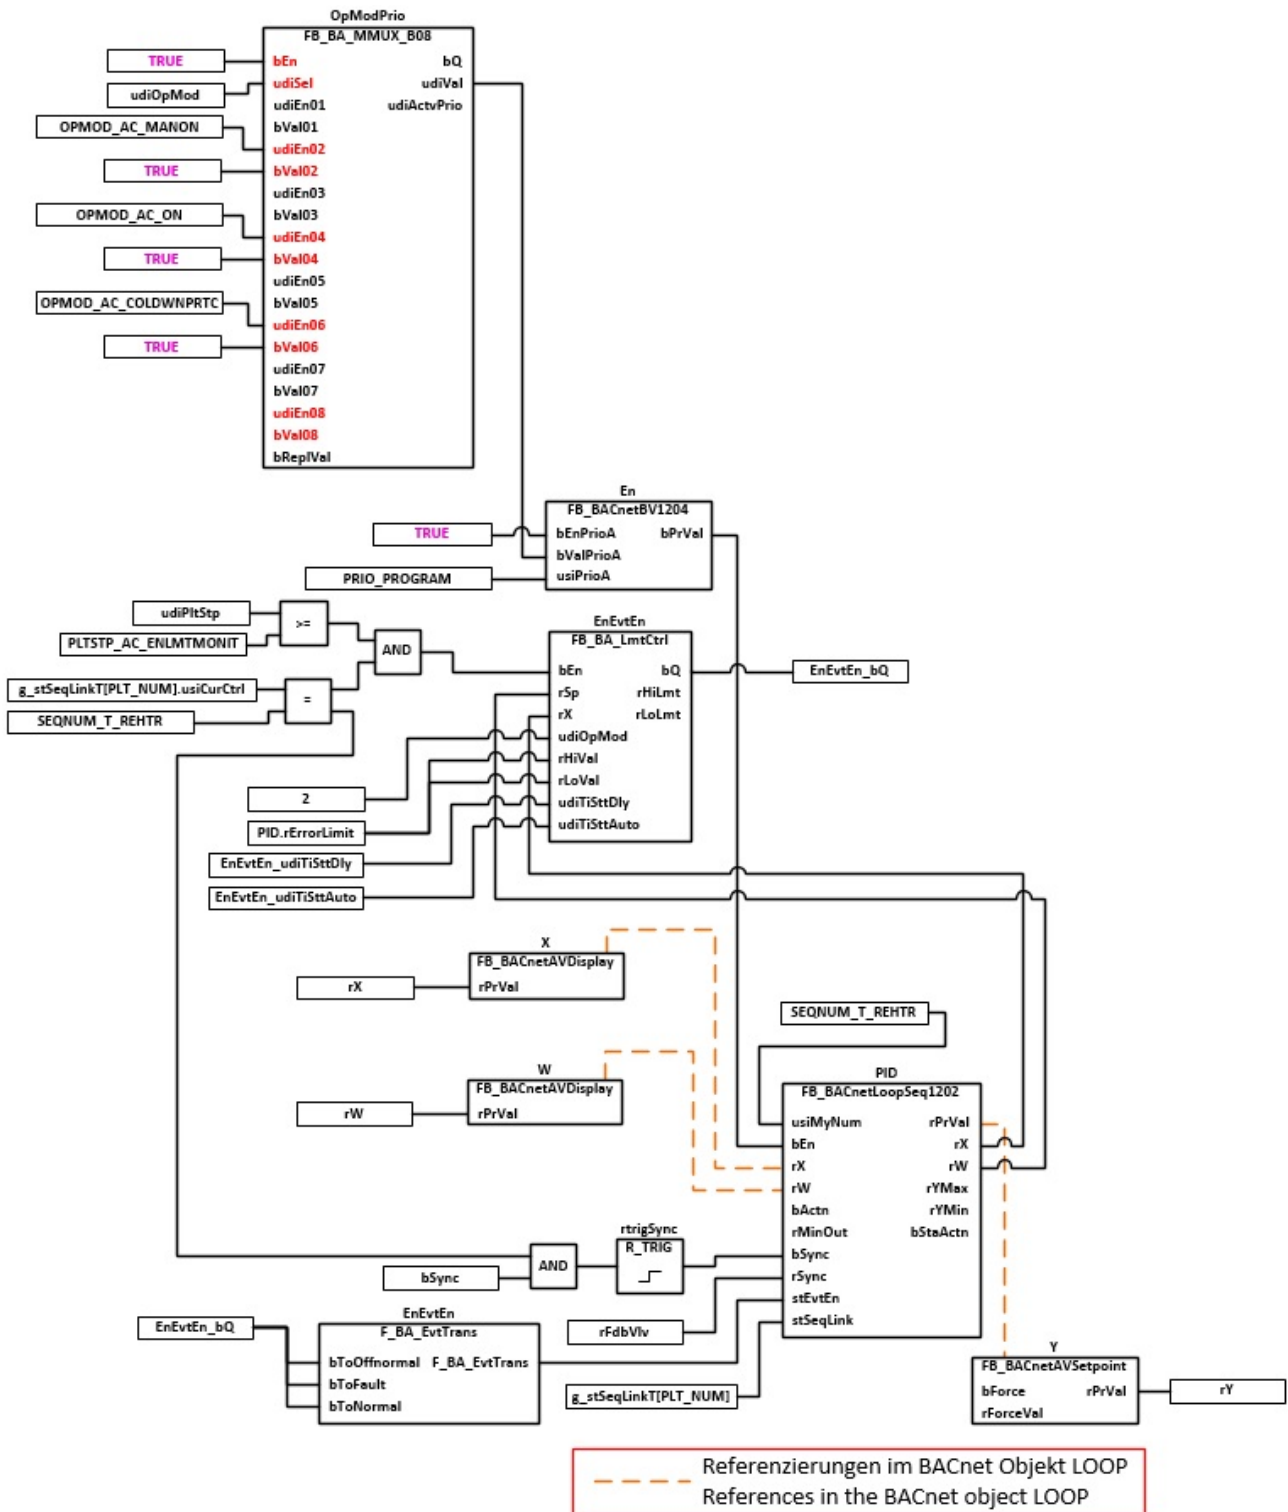 OpModPrio
FB_BA_MMUX_B08
TRUE
bEn
bQ
udiOpMod
udiSel
udiVal
udiEn01
udiActvPrio
OPMOD_AC_MANON
bVal01
udiEn02
TRUE
bVal02
udiEn03
OPMOD_AC_ON
bVal03
udiEn04
TRUE
bVal04
udiEn05
OPMOD_AC_COLDWNPRTC
bVal05
udiEn06
TRUE
bVal06
udiEn07
bVal07
udiEn08
bVal08
bReplVal
En
FB_BACnetBV1204
TRUE
bEnPrioA
bPrVal
bValPrioA
PRIO_PROGRAM
usiPrioA
udiPltStp
>=
PLTSTP_AC_ENLMTMONIT
AND
g_stSeqLinkT[PLT_NUM].usiCurCtrl
=
SEQNUM_T_REHTR
EnEvtEn
FB_BA_LmtCtrl
bEn
bQ
EnEvtEn_bQ
rSp
rHiLmt
rX
rLoLmt
udiOpMod
rHiVal
rLoVal
2
udiTiSttDly
PID.rErrorLimit
udiTiSttAuto
EnEvtEn_udiTiSttDly
EnEvtEn_udiTiSttAuto
X
FB_BACnetAVDisplay
rX
rPrVal
SEQNUM_T_REHTR
W
FB_BACnetAVDisplay
rW
rPrVal
PID
FB_BACnetLoopSeq1202
usiMyNum
rPrVal
bEn
rX
rX
rW
rW
rYMax
bActn
rYMin
rMinOut
bStaActn
bSync
rSync
stEvtEn
stSeqLink
rtrigSync
R_TRIG
AND
bSync
rFdbVlv
g_stSeqLinkT[PLT_NUM]
EnEvtEn
F_BA_EvtTrans
EnEvtEn_bQ
bToOffnormal
F_BA_EvtTrans
bToFault
bToNormal
Y
FB_BACnetAVSetpoint
bForce
rPrVal
rY
rForceVal
Referenzierungen im BACnet Objekt LOOP
References in the BACnet object LOOP